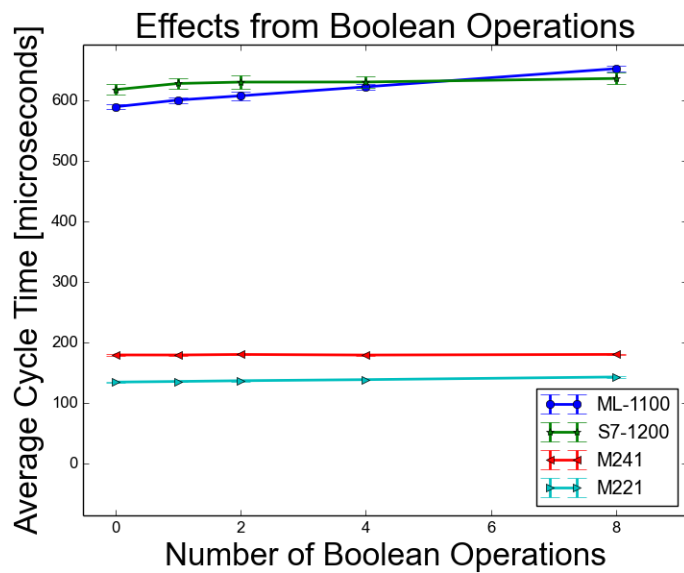 Effects from Boolean Operations
Average Cycle Time [microseconds]
600
500
400
300
200
100
0
0
2
4
6
8
Number of Boolean Operations
ML-1100
S7-1200
M241
M221